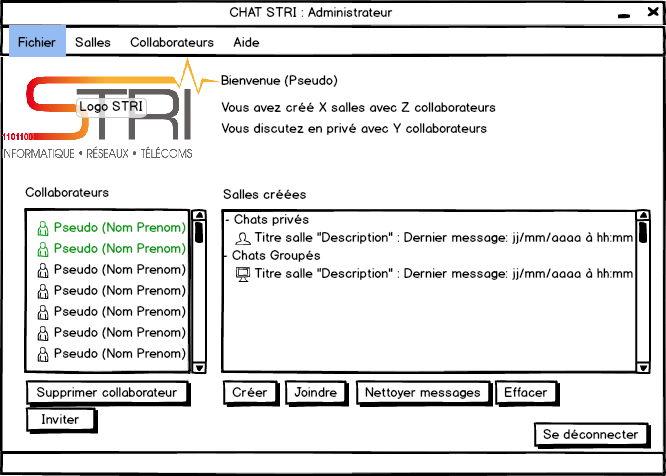 CHAT STRI : Administrateur
Fichier Salles Collaborateurs Aide
STRI
Logo STRI
11011000
INFORMATIQUE • RÉSEAUX • TÉLÉCOMS
Bienvenue (Pseudo)
Vous avez créé X salles avec Z collaborateurs
Vous discutez en privé avec Y collaborateurs
Collaborateurs
Pseudo (Nom Prenom)
Pseudo (Nom Prenom)
Pseudo (Nom Prenom)
Pseudo (Nom Prenom)
Pseudo (Nom Prenom)
Pseudo (Nom Prenom)
Pseudo (Nom Prenom)
Supprimer collaborateur
Inviter
Salles créées
- Chats privés
Titre salle "Description" : Dernier message: jj/mm/aaaa à hh:mm
- Chats Groupés
Titre salle "Description" : Dernier message: jj/mm/aaaa à hh:mm
Créer Joindre Nettoyer messages Effacer
Se déconnecter